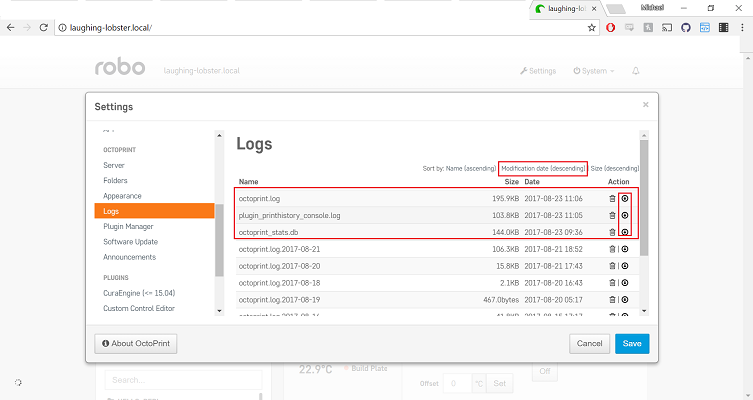 laughing-lobster.local
Michael
laughing-lobster.local/
robo
laughing-lobster.local
Settings
System
Settings
×
OCTOPRINT
Server
Folders
Appearance
Logs
Plugin Manager
Software Update
Announcements
PLUGINS
CuraEngine (<= 15.04)
Custom Control Editor
Logs
Sort by: Name (ascending) | Modification date (descending) | Size (descending)
Name Size Date Action
octoprint.log 195.9KB 2017-08-23 11:06
plugin_printhistory_console.log 103.8KB 2017-08-23 11:05
octoprint_stats.db 144.0KB 2017-08-23 09:36
octoprint.log.2017-08-21 106.3KB 2017-08-21 18:52
octoprint.log.2017-08-20 15.8KB 2017-08-21 17:43
octoprint.log.2017-08-18 2.1KB 2017-08-20 16:43
octoprint.log.2017-08-19 467.0bytes 2017-08-20 05:17
About OctoPrint
Cancel
Save
Search...
22.9°C
Build Plate
Offset
0
°C
Set
Off